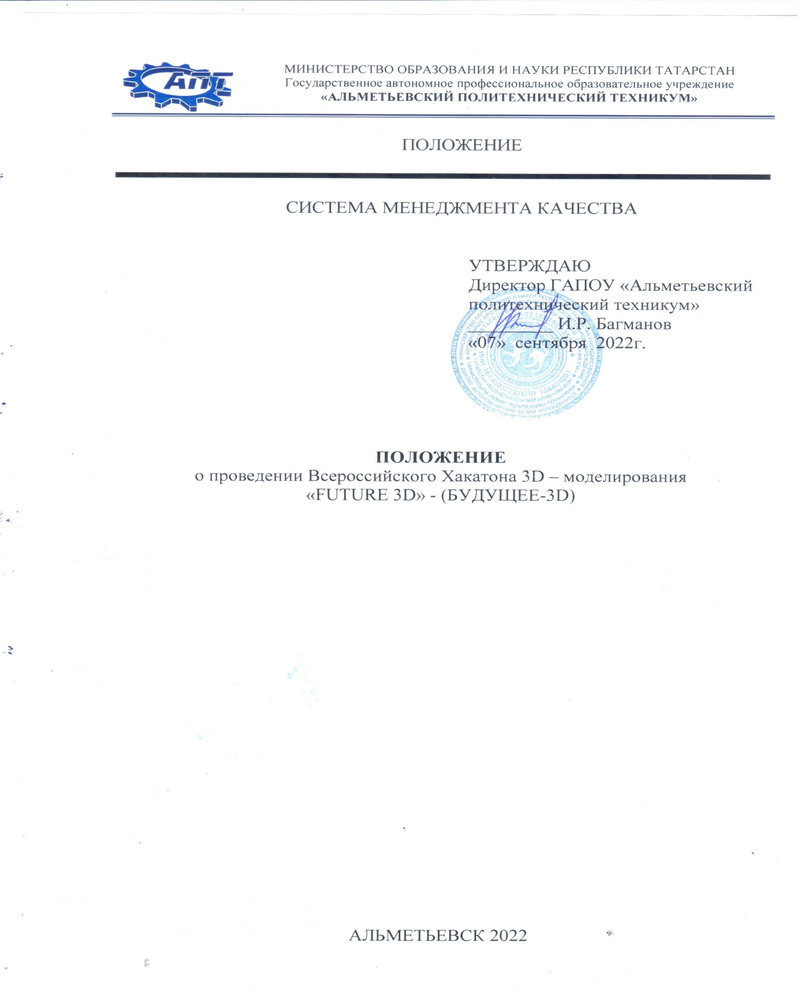 АПТ
МИНИСТЕРСТВО ОБРАЗОВАНИЯ И НАУКИ РЕСПУБЛИКИ ТАТАРСТАН
Государственное автономное профессиональное образовательное учреждение
«АЛЬМЕТЬЕВСКИЙ ПОЛИТЕХНИЧЕСКИЙ ТЕХНИКУМ»
ПОЛОЖЕНИЕ
СИСТЕМА МЕНЕДЖМЕНТА КАЧЕСТВА
УТВЕРЖДАЮ
Директор ГАПОУ «Альметьевский
политехнический техникум»
__________ И.Р. Багманов
«07» сентября 2022г.
ИНН 1644005722/КПП 164401001
ПОЛОЖЕНИЕ
о проведении Всероссийского Хакатона 3D – моделирования
«FUTURE 3D» - (БУДУЩЕЕ-3D)
АЛЬМЕТЬЕВСК 2022